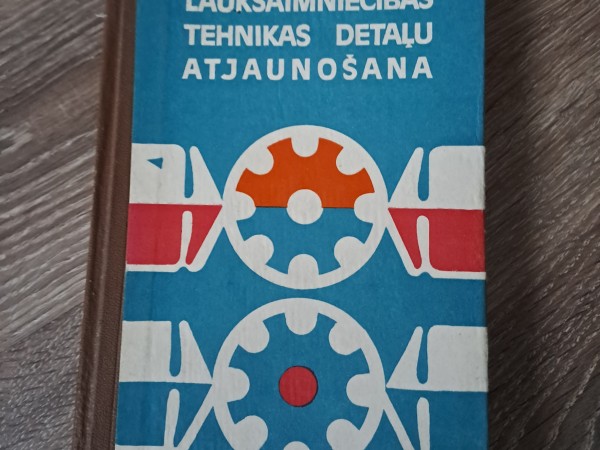 LAUKSAIMNIECĪBAS
TEHNIKAS DETAĻU
ATJAUNOŠANA